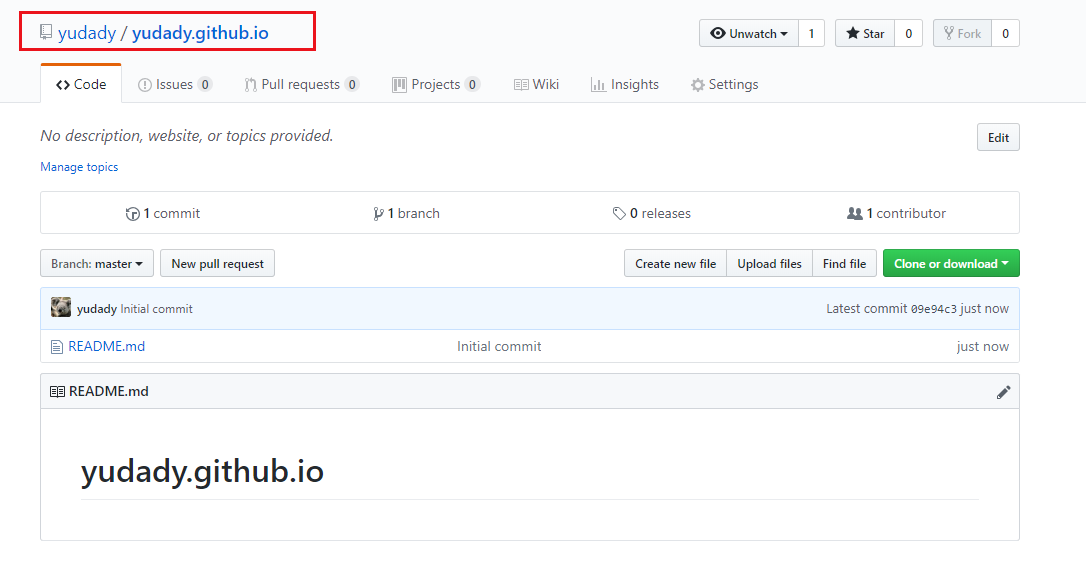 yudady / yudady.github.io
Unwatch 1 Star 0 Fork 0
Code Issues 0 Pull requests 0 Projects 0 Wiki Insights Settings
No description, website, or topics provided.
Edit
Manage topics
1 commit 1 branch 0 releases 1 contributor
Branch: master New pull request Create new file Upload files Find file Clone or download
yudady Initial commit Latest commit 09e94c3 just now
README.md Initial commit just now
README.md
yudady.github.io